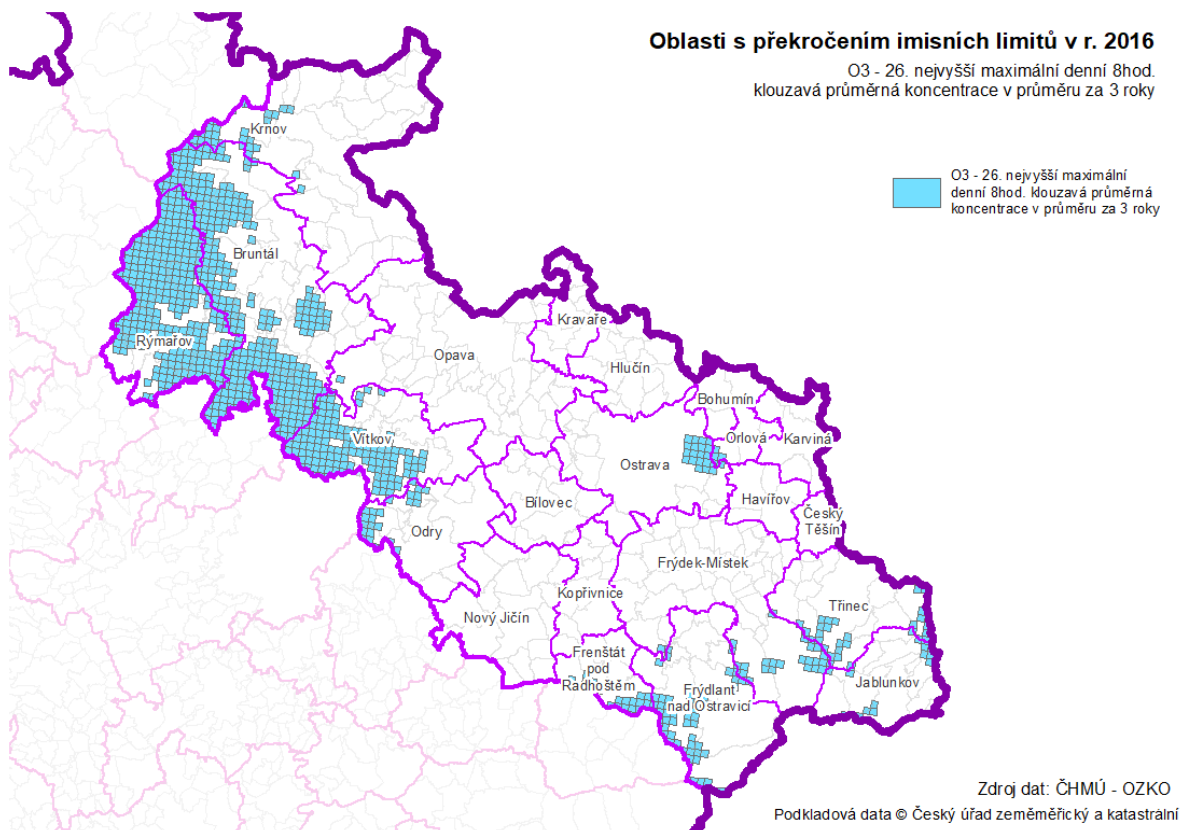 Oblasti s překročením imisních limitů v r. 2016
O3 - 26. nejvyšší maximální denní 8hod.
klouzavá průměrná koncentrace v průměru za 3 roky
O3 - 26. nejvyšší maximální
denní 8hod. klouzavá průměrná
koncentrace v průměru za 3 roky
Krnov
Bruntál
Rýmařov
Kravaře
Opava
Hlučín
Bohumín
Orlová
Karviná
Vítkov
Ostrava
Havířov
Bílovec
Český
Těšín
Odry
Frýdek-Místek
Kopřivnice
Třinec
Nový Jičín
Frenštát
pod
Radhoštěm
Frýdlant
nad Ostravicí
Jablunkov
Zdroj dat: ČHMÚ - OZKO
Podkladová data © Český úřad zeměměřický a katastrální